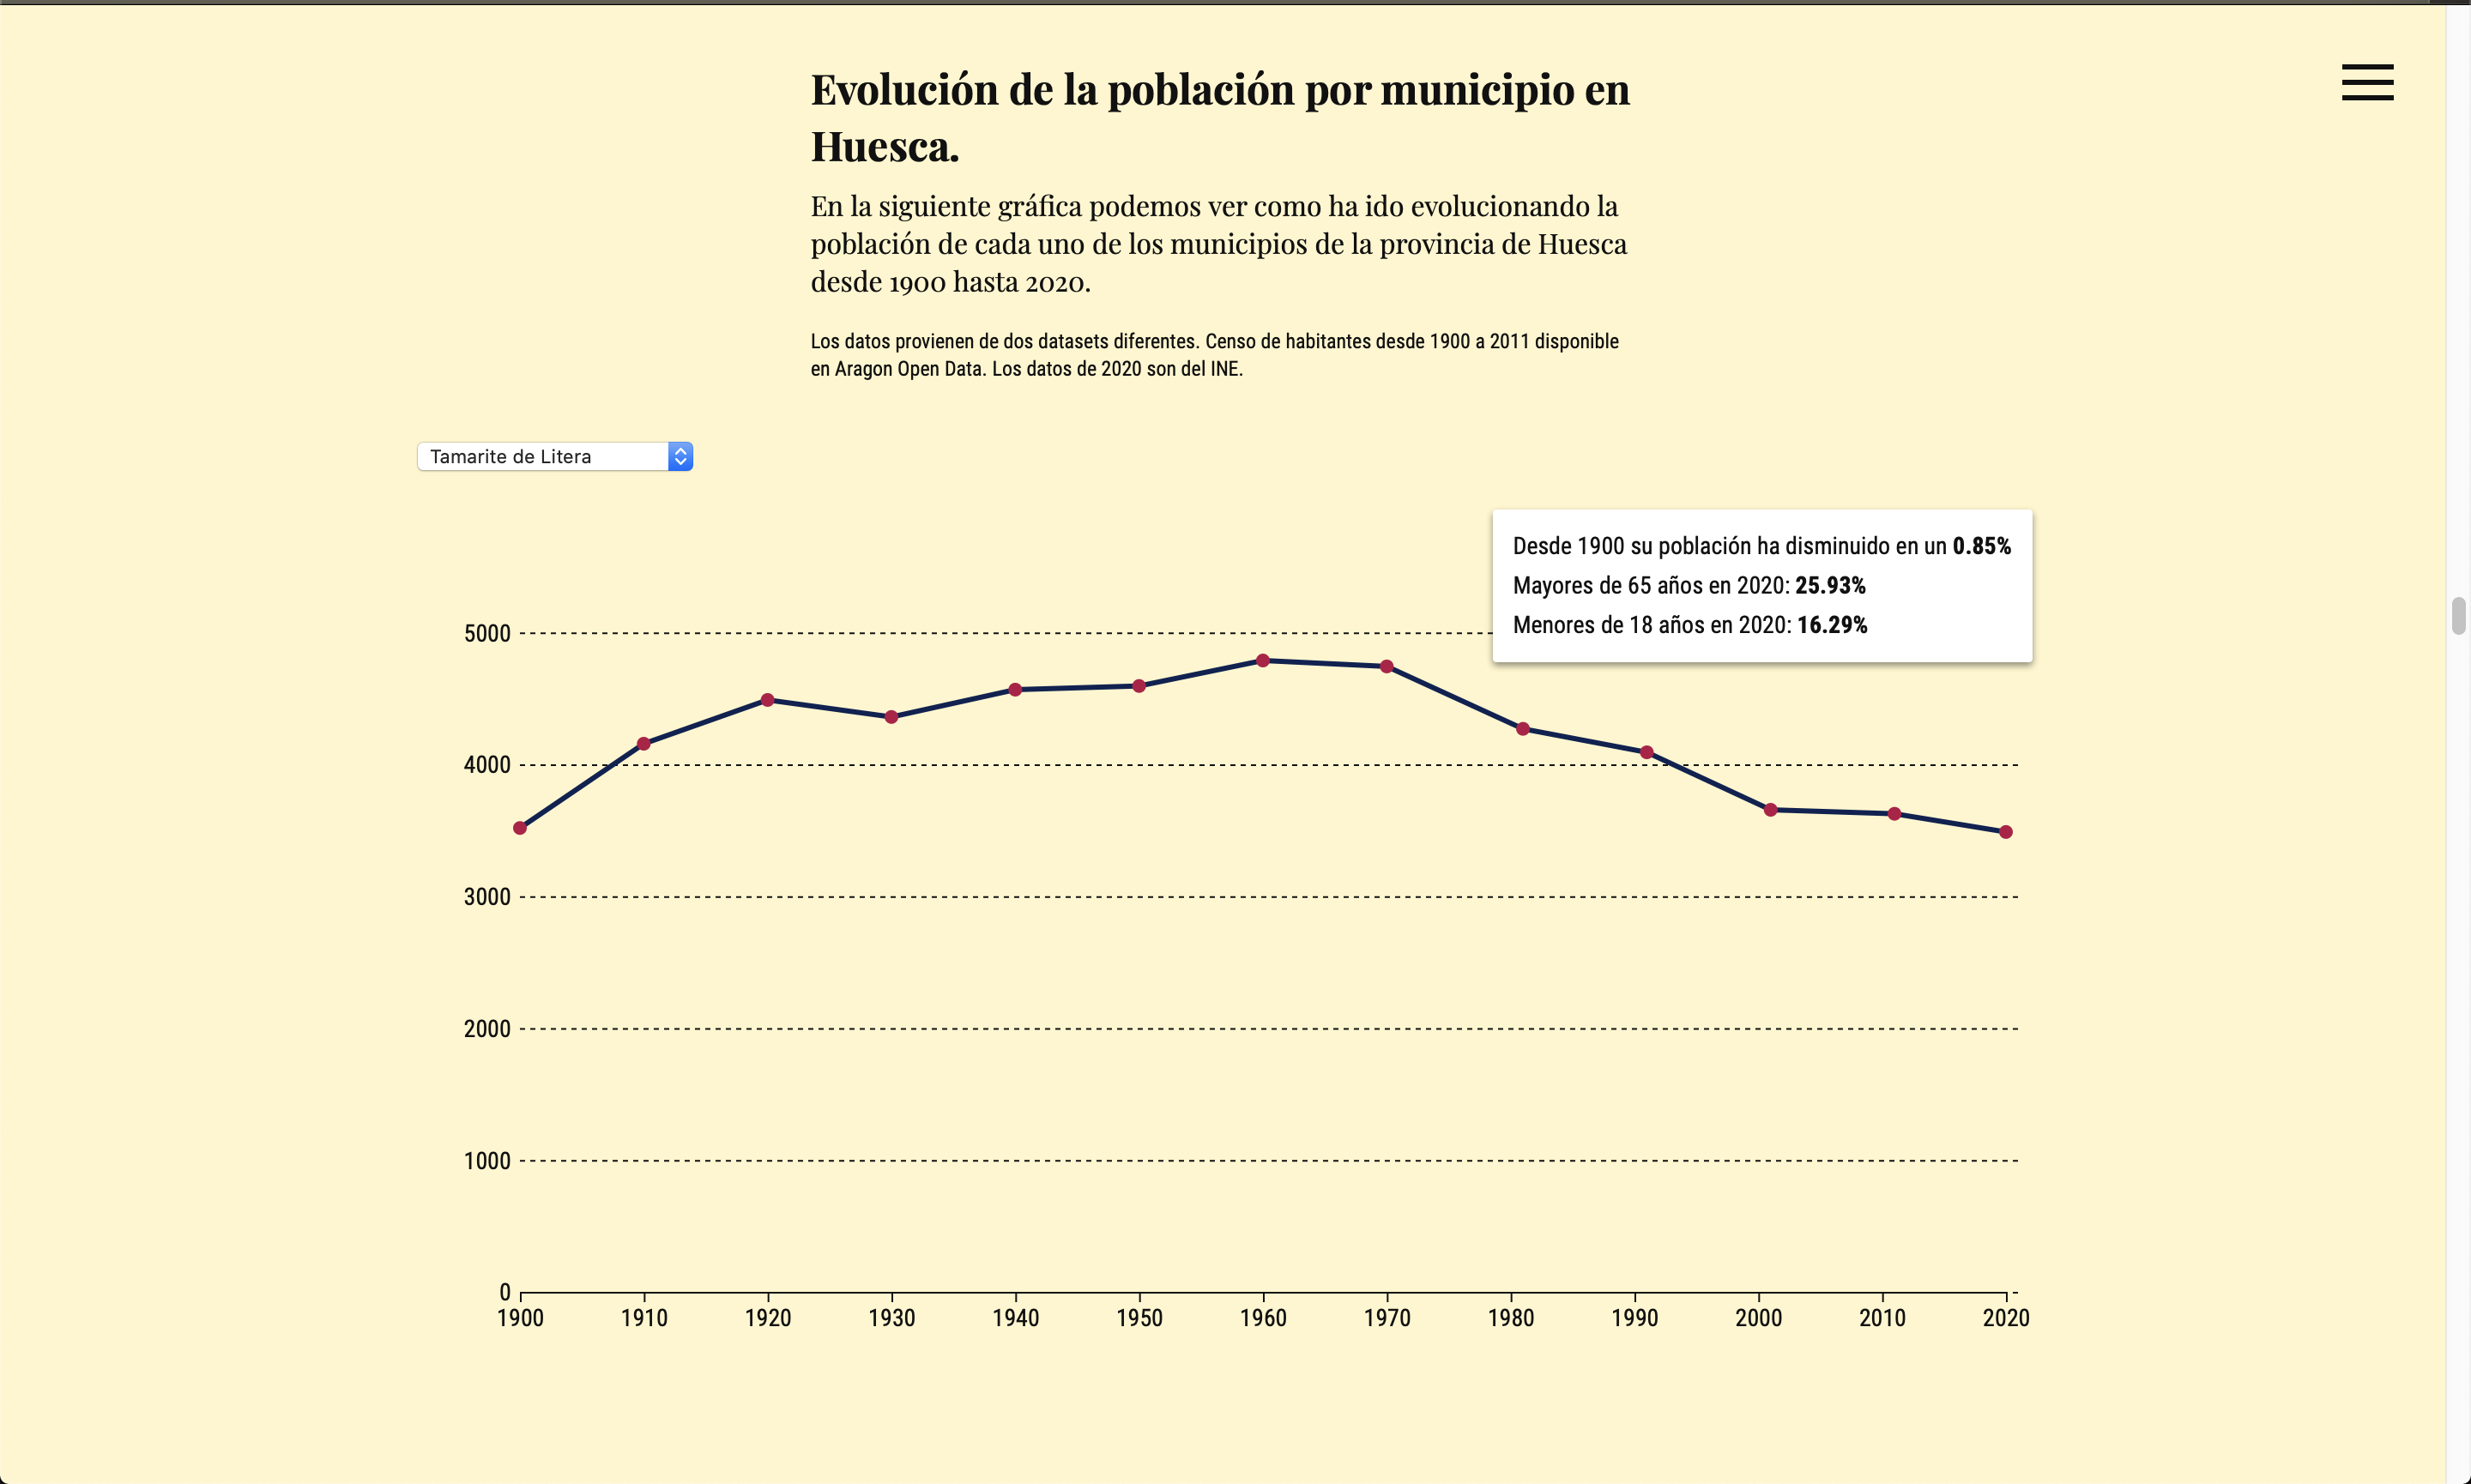 Evolución de la población por municipio en
Huesca.
En la siguiente gráfica podemos ver como ha ido evolucionando la
población de cada uno de los municipios de la provincia de Huesca
desde 1900 hasta 2020.
Los datos provienen de dos datasets diferentes. Censo de habitantes desde 1900 a 2011 disponible
en Aragon Open Data. Los datos de 2020 son del INE.
Tamarite de Litera
Desde 1900 su población ha disminuido en un 0.85%
Mayores de 65 años en 2020: 25.93%
Menores de 18 años en 2020: 16.29%
5000
4000
3000
2000
1000
0
1900 1910 1920 1930 1940 1950 1960 1970 1980 1990 2000 2010 2020